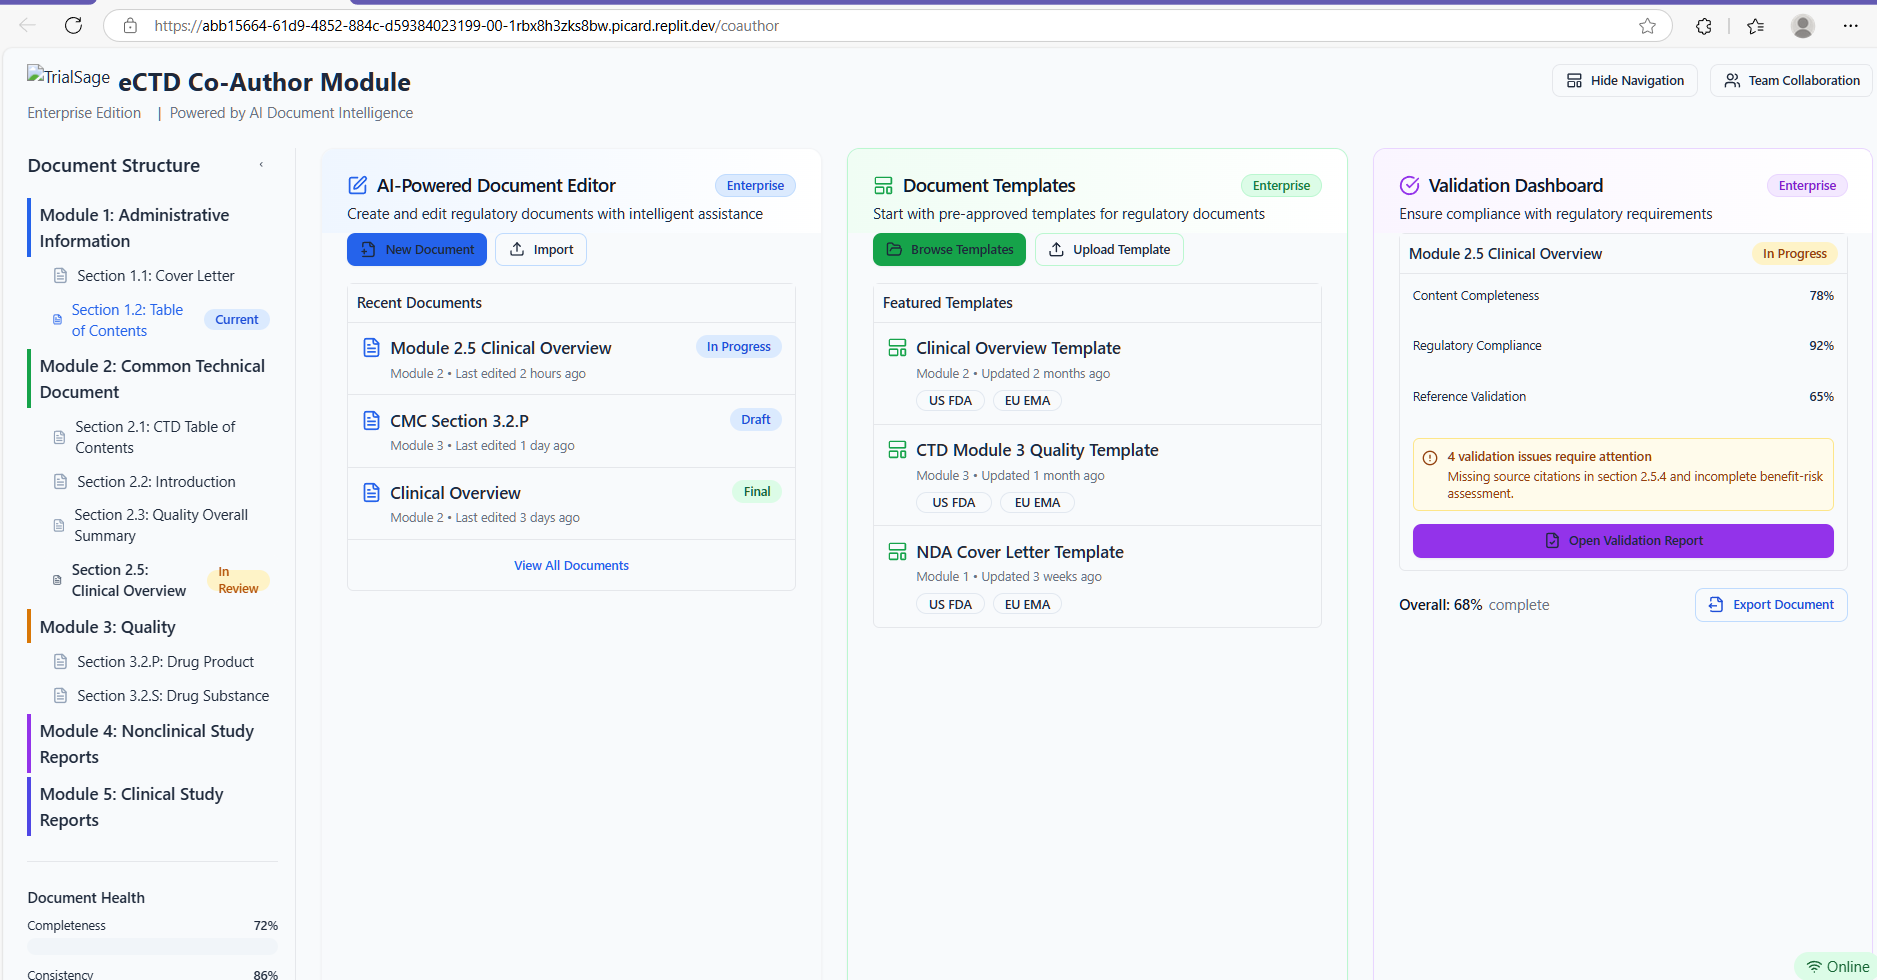 https://abb15664-61d9-4852-884c-d59384023199-00-1rbx8h3zks8bw.picard.replit.dev/coauthor
TrialSage
eCTD Co-Author Module
Enterprise Edition | Powered by AI Document Intelligence
Hide Navigation
Team Collaboration
Document Structure
Module 1: Administrative
Information
Section 1.1: Cover Letter
Section 1.2: Table
of Contents
Current
Module 2: Common Technical
Document
Section 2.1: CTD Table of
Contents
Section 2.2: Introduction
Section 2.3: Quality Overall
Summary
Section 2.5:
Clinical Overview
In
Review
Module 3: Quality
Section 3.2.P: Drug Product
Section 3.2.S: Drug Substance
Module 4: Nonclinical Study
Reports
Module 5: Clinical Study
Reports
Document Health
Completeness 72%
Consistency 86%
AI-Powered Document Editor
Enterprise
Create and edit regulatory documents with intelligent assistance
New Document
Import
Recent Documents
Module 2.5 Clinical Overview
In Progress
Module 2 • Last edited 2 hours ago
CMC Section 3.2.P
Draft
Module 3 • Last edited 1 day ago
Clinical Overview
Final
Module 2 • Last edited 3 days ago
View All Documents
Document Templates
Enterprise
Start with pre-approved templates for regulatory documents
Browse Templates
Upload Template
Featured Templates
Clinical Overview Template
Module 2 • Updated 2 months ago
US FDA
EU EMA
CTD Module 3 Quality Template
Module 3 • Updated 1 month ago
US FDA
EU EMA
NDA Cover Letter Template
Module 1 • Updated 3 weeks ago
US FDA
EU EMA
Validation Dashboard
Enterprise
Ensure compliance with regulatory requirements
Module 2.5 Clinical Overview
In Progress
Content Completeness 78%
Regulatory Compliance 92%
Reference Validation 65%
4 validation issues require attention
Missing source citations in section 2.5.4 and incomplete benefit-risk
assessment.
Open Validation Report
Overall: 68% complete
Export Document
Online